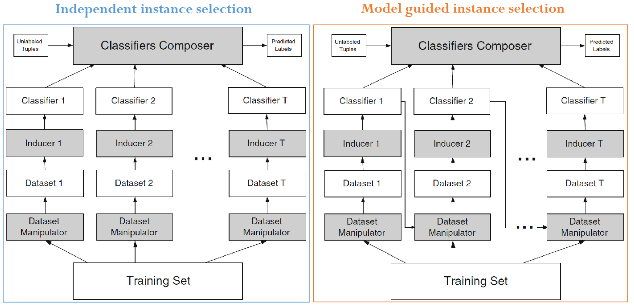 Independent instance selection
Unlabeled
Tuples
Classifiers Composer
Predicted
Labels
Classifier 1
Classifier 2
Classifier T
Inducer 1
Inducer 2
Inducer T
...
Dataset 1
Dataset 2
Dataset T
Dataset
Manipulator
Dataset
Manipulator
Dataset
Manipulator
Training Set
Model guided instance selection
Unlabeled
Tuples
Classifiers Composer
Predicted
Labels
Classifier 1
Classifier 2
Classifier T
Inducer 1
Inducer 2
Inducer T
...
Dataset 1
Dataset 2
Dataset T
Dataset
Manipulator
Dataset
Manipulator
...
Dataset
Manipulator
Training Set